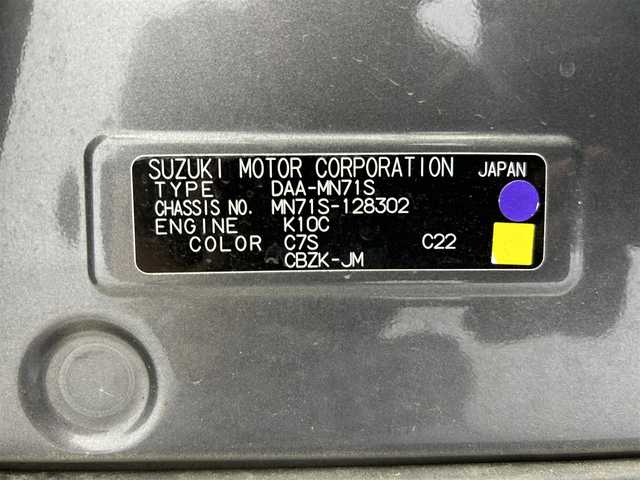 SUZUKI MOTOR CORPORATION JAPAN
TYPE DAA-MN71S
CHASSIS NO. MN71S-128302
ENGINE K10C
COLOR C7S C22
CBZK-JM